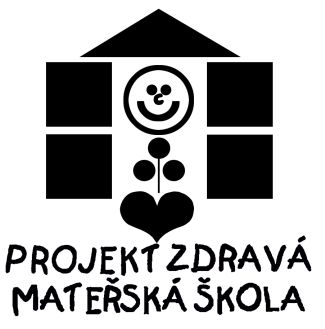 PROJEKT ZDRAVÁ
MATEŘSKÁ ŠKOLA